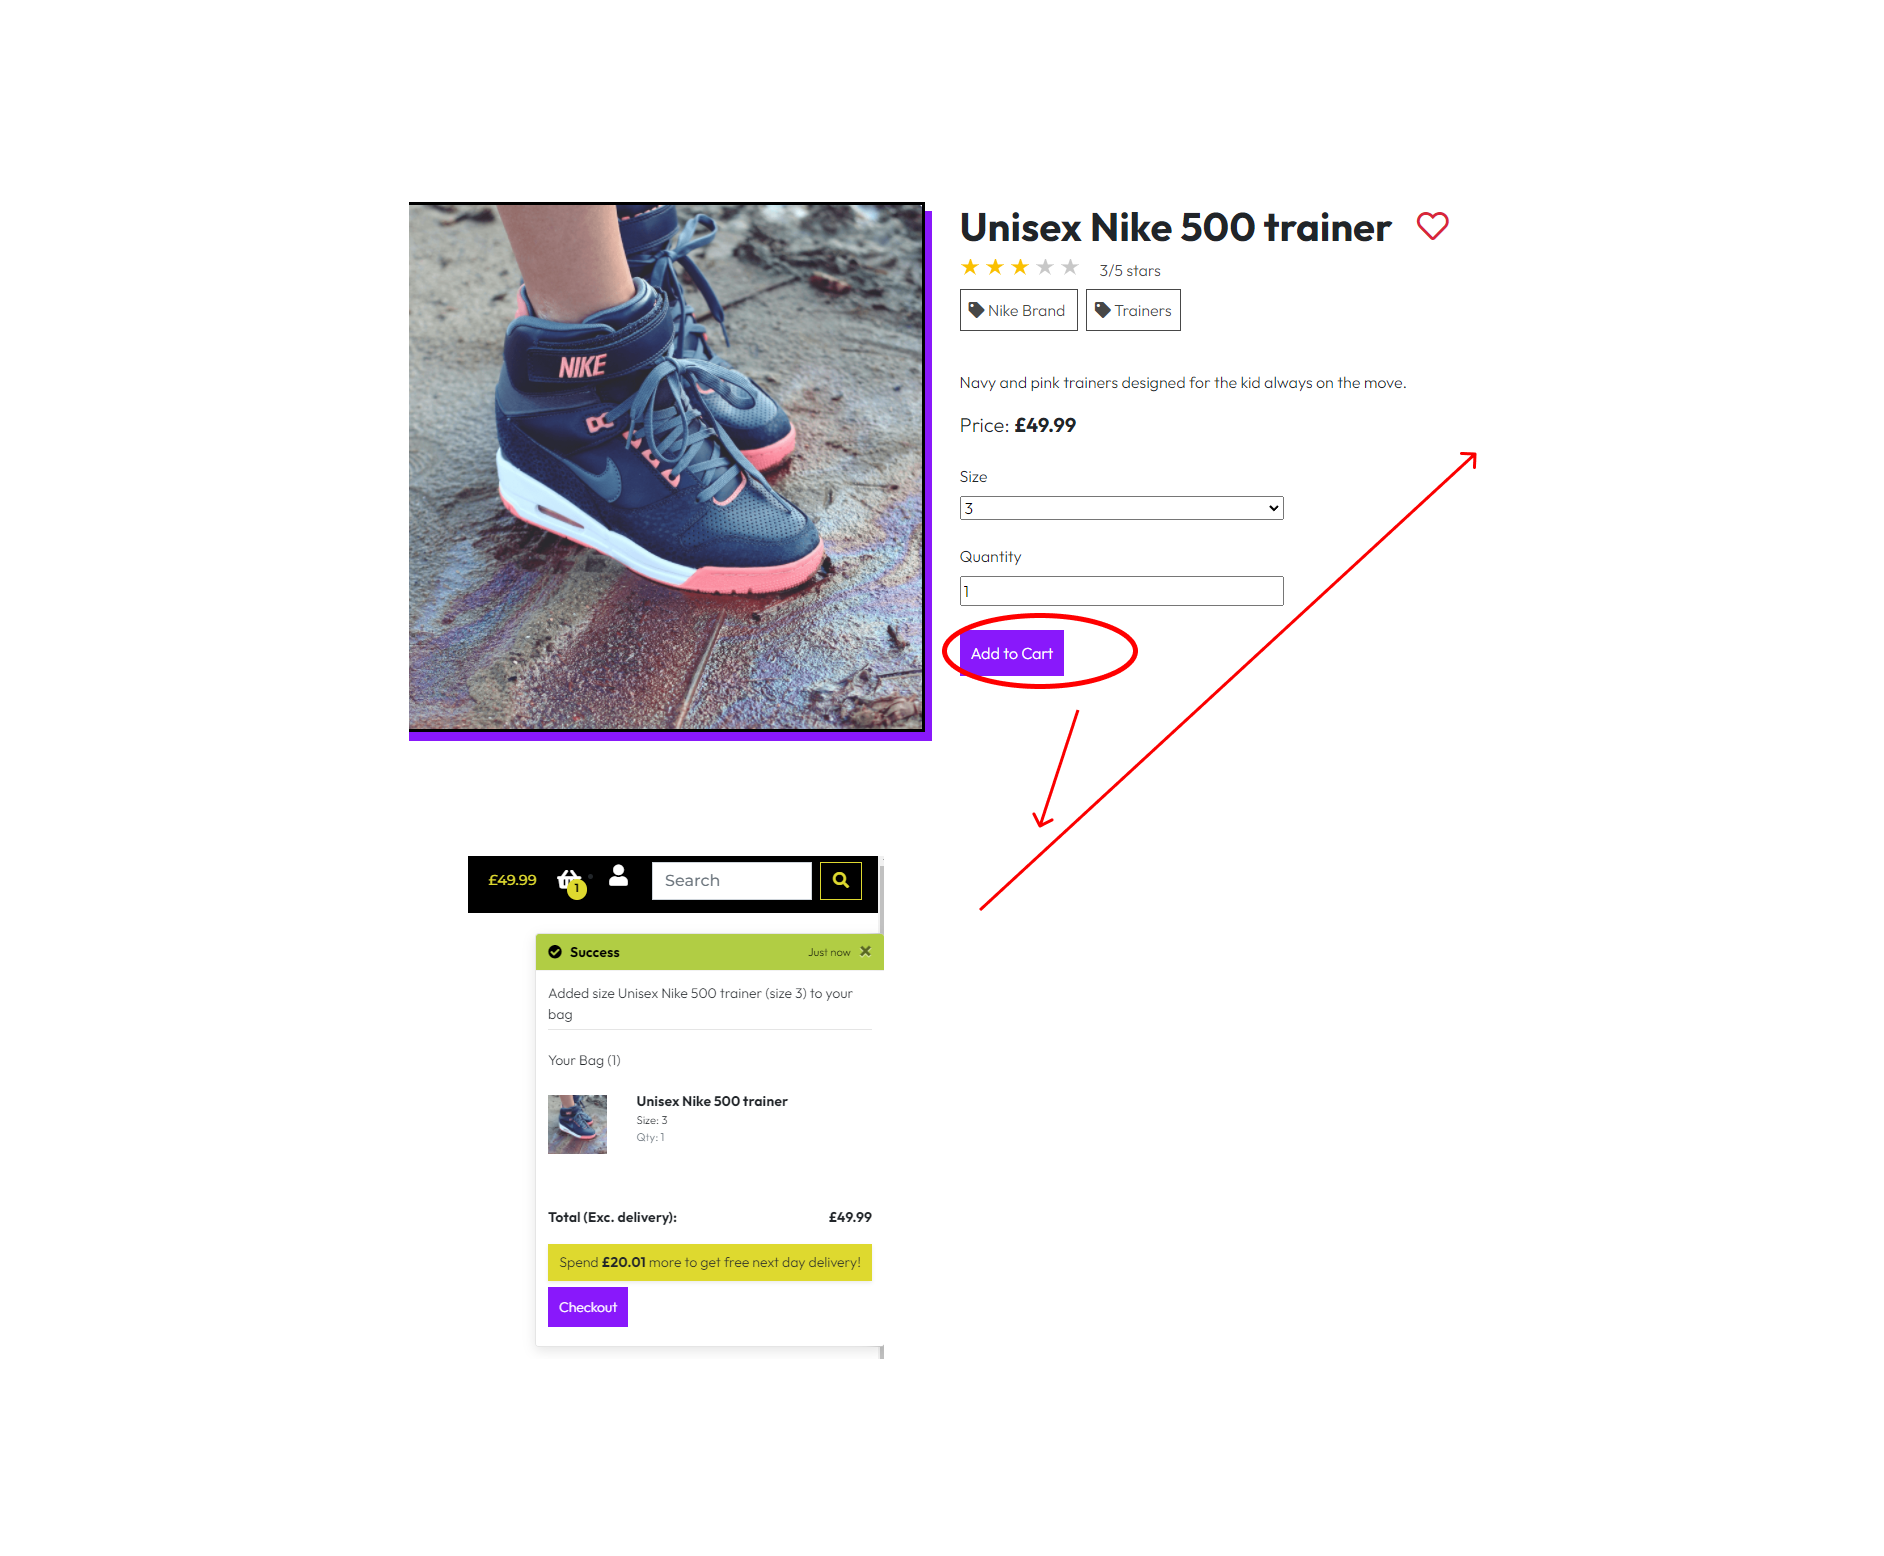 NIKE
Unisex Nike 500 trainer
3/5 stars
Nike Brand
Trainers
Navy and pink trainers designed for the kid always on the move.
Price: £49.99
Size
3
Quantity
1
Add to Cart
£49.99
1
Search
Success
Just now
Added size Unisex Nike 500 trainer (size 3) to your
bag
Your Bag (1)
Unisex Nike 500 trainer
Size: 3
Qty: 1
Total (Exc. delivery):
£49.99
Spend £20.01 more to get free next day delivery!
Checkout